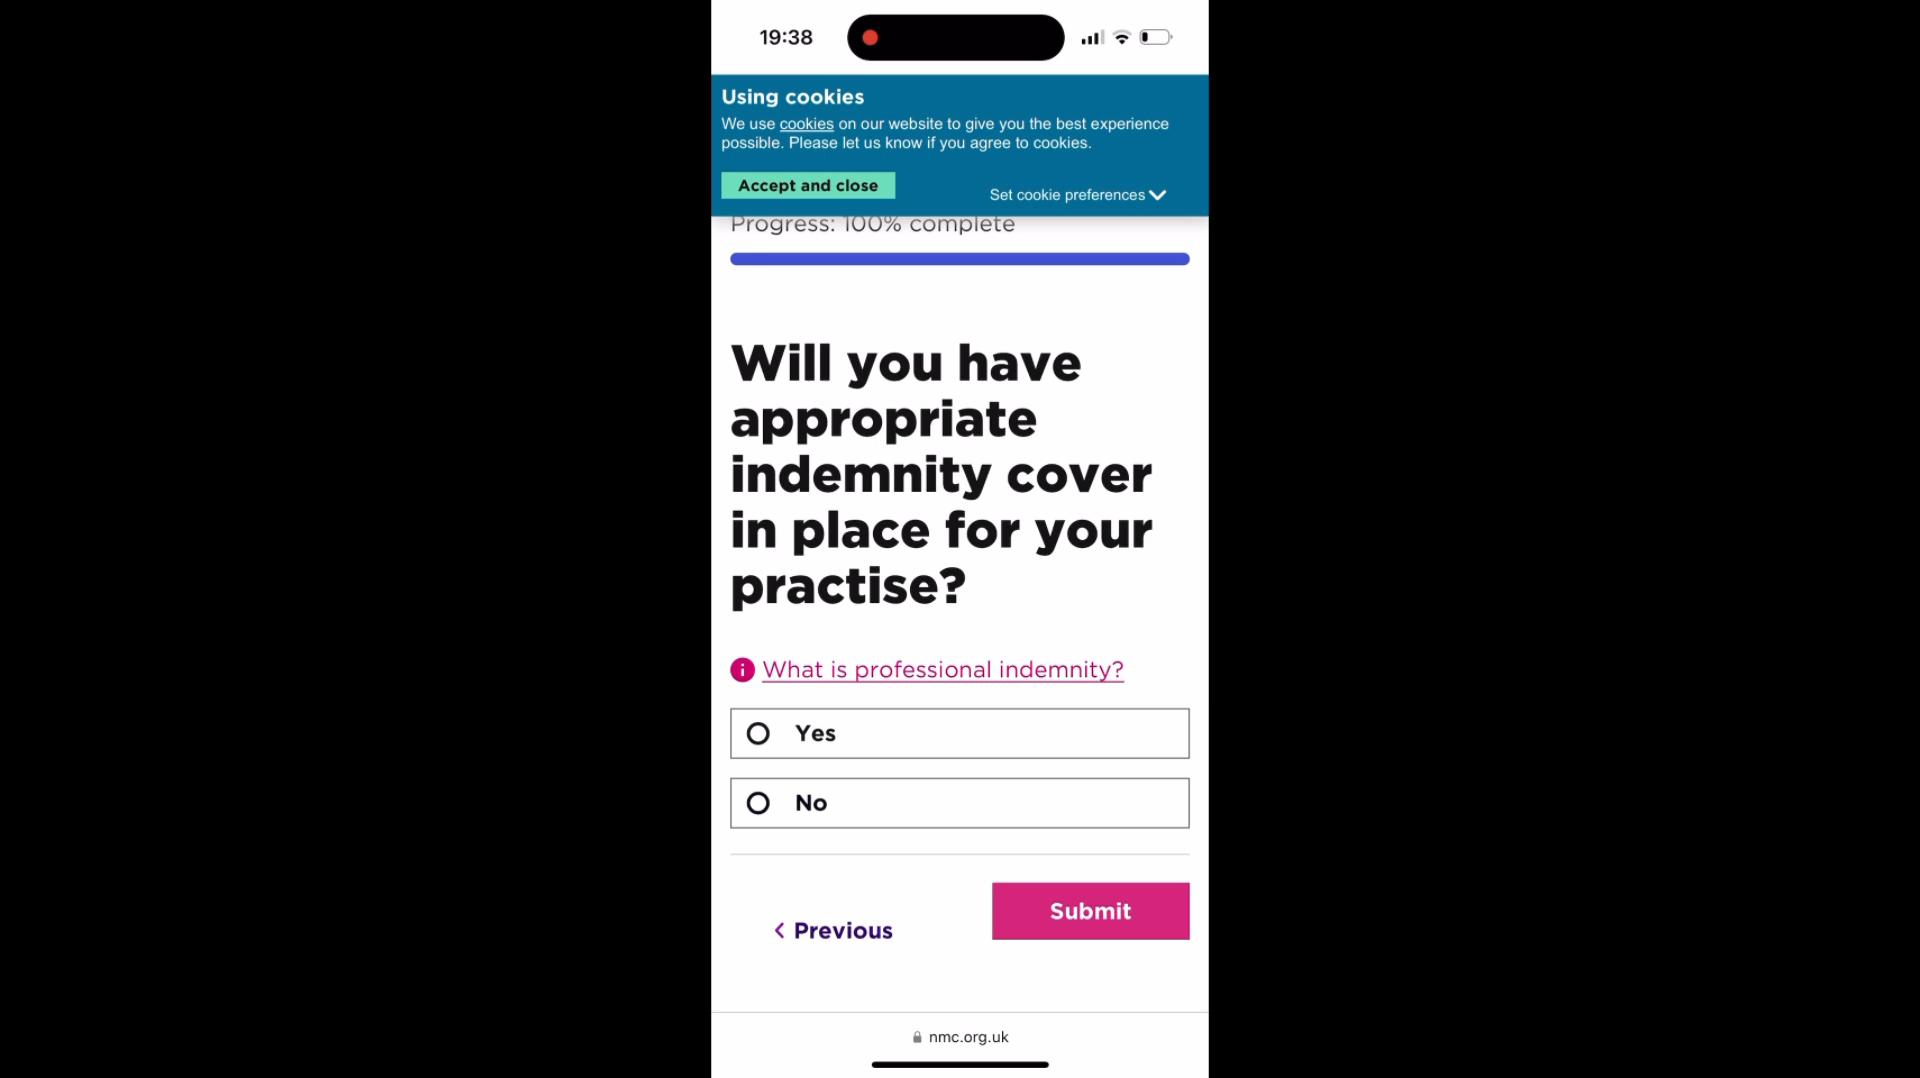 19:38
Using cookies
We use cookies on our website to give you the best experience
possible. Please let us know if you agree to cookies.
Accept and close
Set cookie preferences
Progress: 100% complete
Will you have
appropriate
indemnity cover
in place for your
practise?
What is professional indemnity?
Yes
No
Submit
Previous
nmc.org.uk